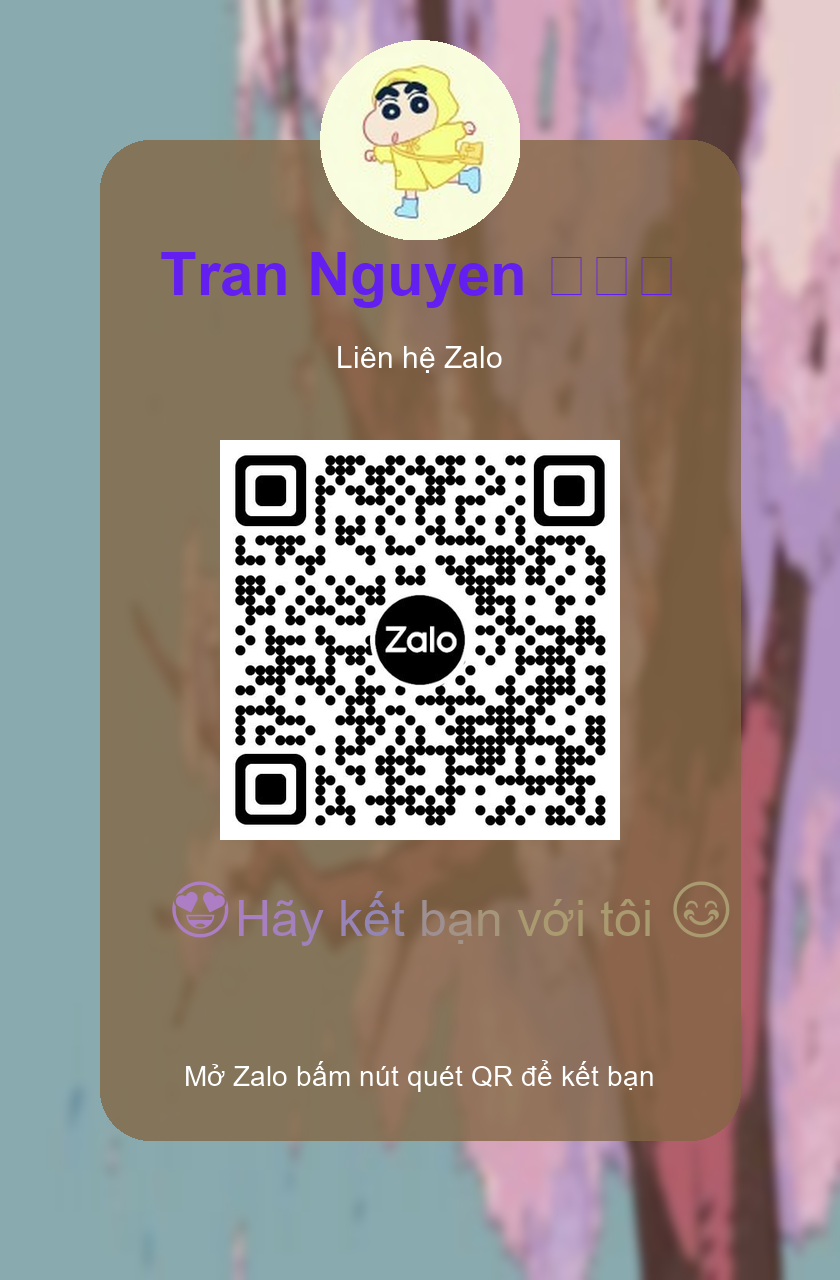 Tran Nguyen
Liên hệ Zalo
Zalo
😍Hãy kết bạn với tôi 😊
Mở Zalo bấm nút quét QR để kết bạn